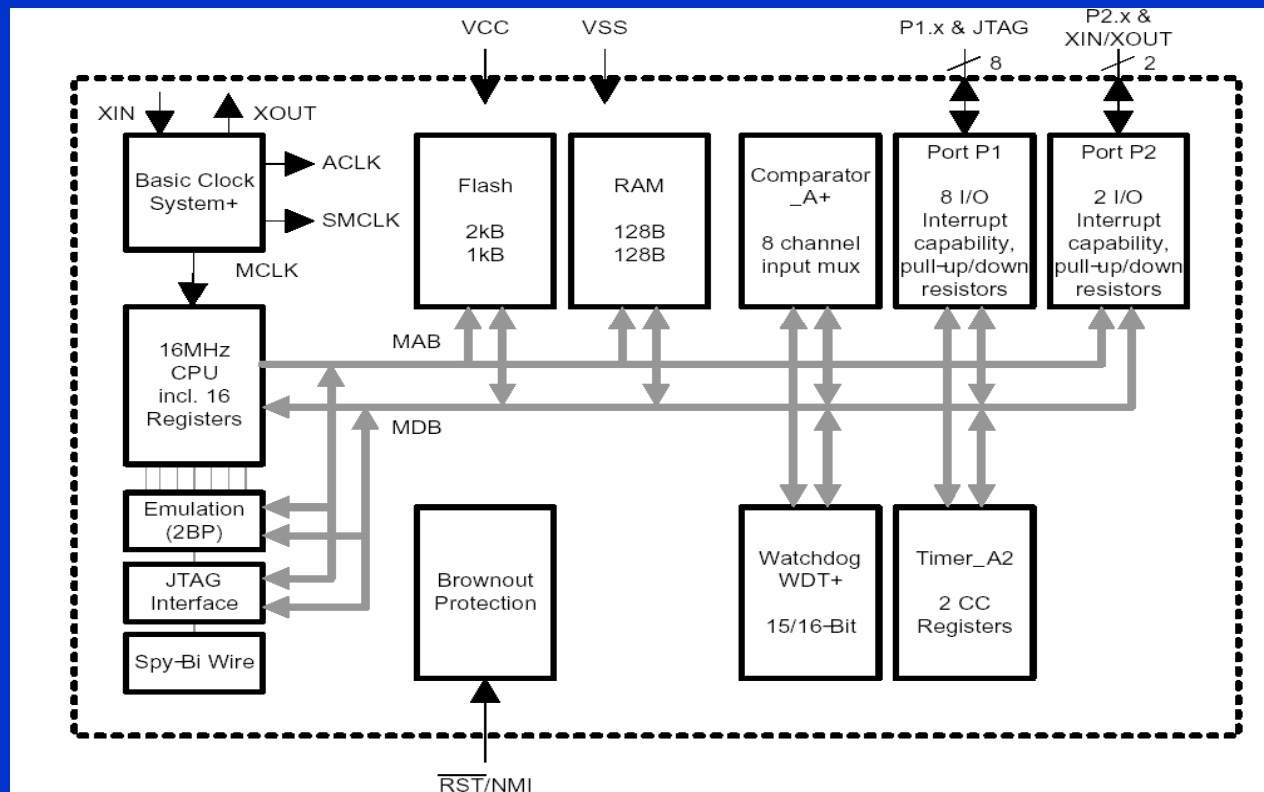 VCC
VSS
P1.x & JTAG
8
P2.x &
XIN/XOUT
2
XIN
XOUT
Basic Clock
System+
ACLK
SMCLK
MCLK
Flash
2kB
1kB
RAM
128B
128B
Comparator
_A+
8 channel
input mux
Port P1
8 I/O
Interrupt
capability,
pull-up/down
resistors
Port P2
2 I/O
Interrupt
capability,
pull-up/down
resistors
16MHz
CPU
incl. 16
Registers
MAB
MDB
Emulation
(2BP)
JTAG
Interface
Spy-Bi Wire
Brownout
Protection
Watchdog
WDT+
15/16-Bit
Timer_A2
2 CC
Registers
RST/NMI